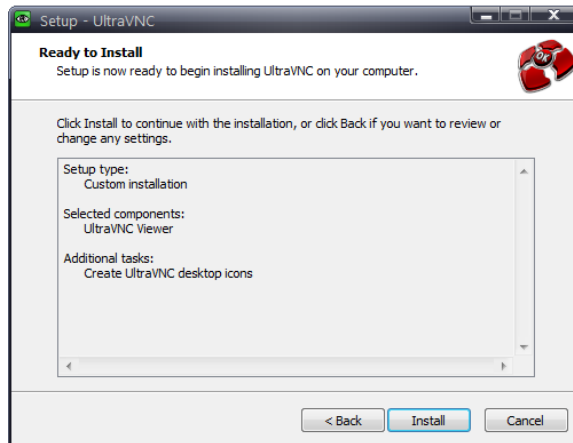 Setup - UltraVNC
Ready to Install
Setup is now ready to begin installing UltraVNC on your computer.
OK
Click Install to continue with the installation, or click Back if you want to review or
change any settings.
Setup type:
Custom installation
Selected components:
UltraVNC Viewer
Additional tasks:
Create UltraVNC desktop icons
< Back
Install
Cancel